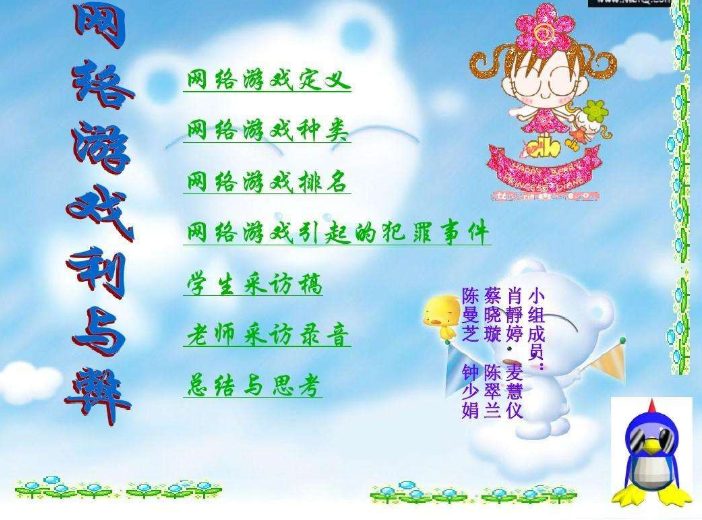 网络游戏利与弊
网络游戏定义
网络游戏种类
网络游戏排名
网络游戏引起的犯罪事件
学生采访稿
老师采访录音
总结与思考
小组成员：
肖靜婷 麦慧仪
蔡晓璇 陈翠兰
陈曼芝 钟少娟